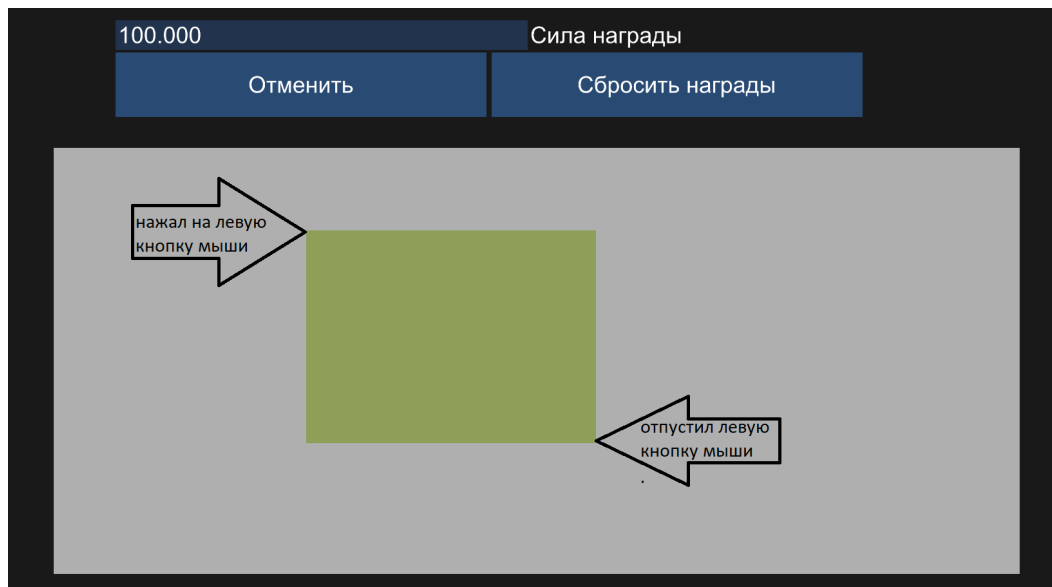 100.000 Сила награды
Отменить Сбросить награды
нажал на левую
кнопку мыши
отпустил левую
кнопку мыши
.